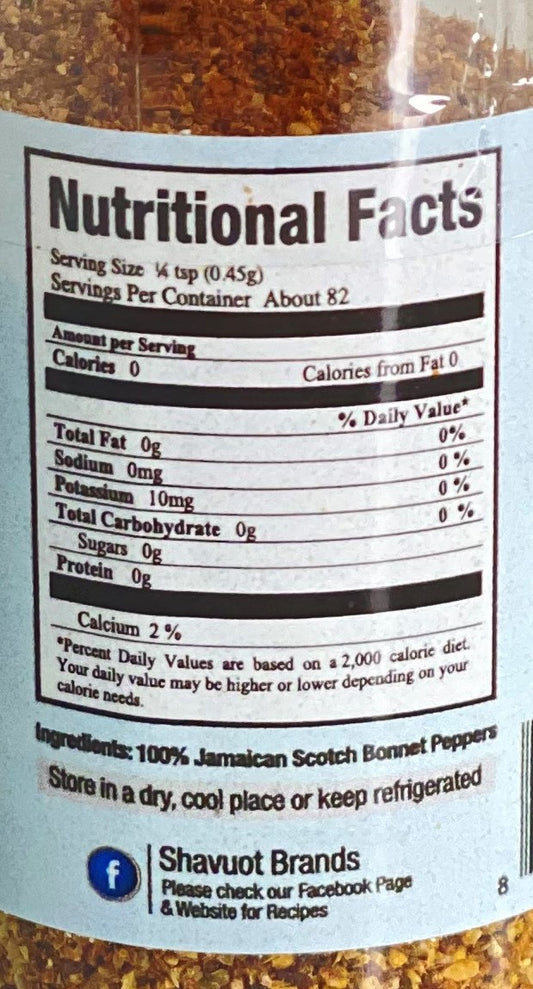 Nutritional Facts
Serving Size ¼ tsp (0.45g)
Servings Per Container About 82
Amount per Serving
Calories 0 Calories from Fat 0
% Daily Value*
Total Fat 0g 0%
Sodium 0mg 0%
Potassium 10mg 0%
Total Carbohydrate 0g 0%
Sugars 0g
Protein 0g
Calcium 2%
*Percent Daily Values are based on a 2,000 calorie diet.
Your daily value may be higher or lower depending on your
calorie needs.
Ingredients: 100% Jamaican Scotch Bonnet Peppers
Store in a dry, cool place or keep refrigerated
f
Shavuot Brands
Please check our Facebook Page
& Website for Recipes
8